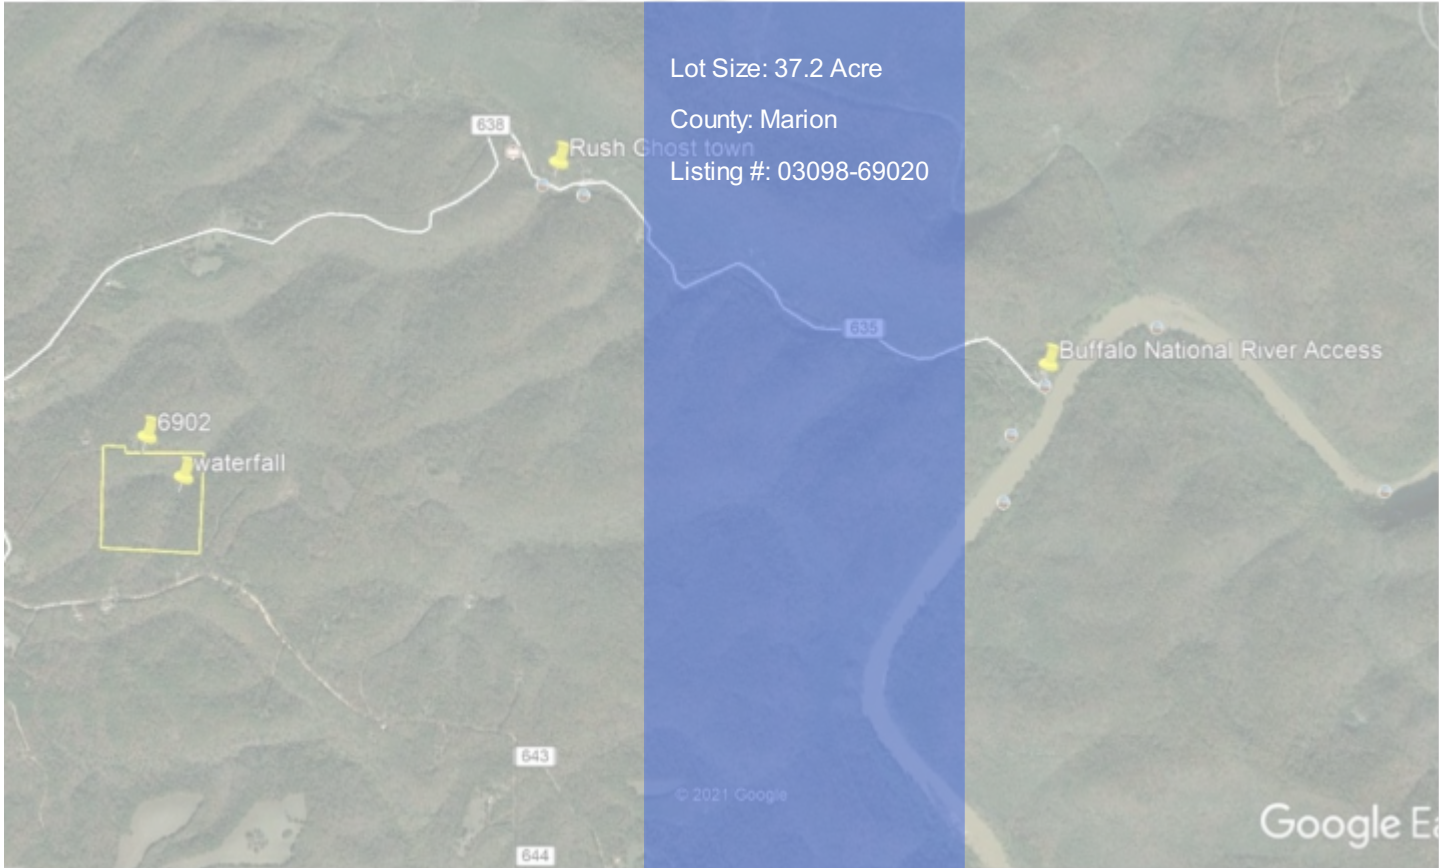 Lot Size: 37.2 Acre
County: Marion
Listing #: 03098-69020
638
Rush Ghost town
635
Buffalo National River Access
6902
waterfall
643
© 2021 Google
Google Ea
644